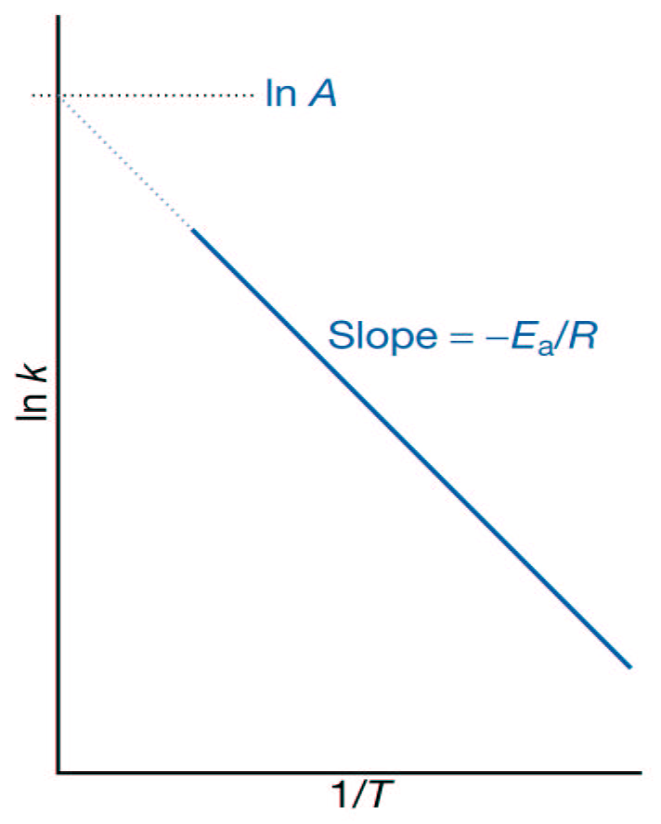 ln A
Slope = –Eₐ/R
ln k
1/T